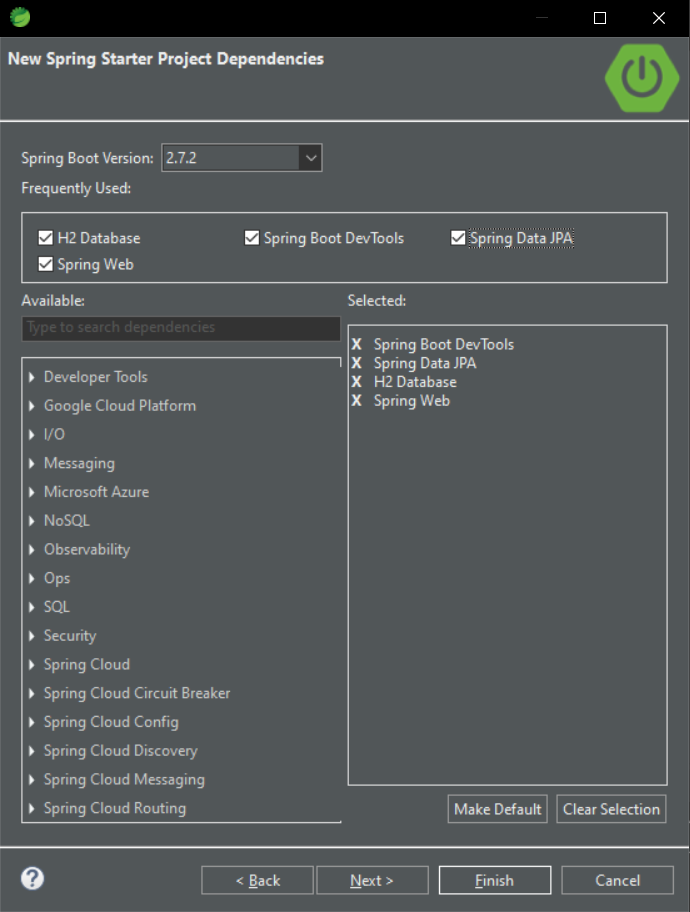 New Spring Starter Project Dependencies
Spring Boot Version: 2.7.2
Frequently Used:
H2 Database Spring Boot DevTools Spring Data JPA
Spring Web
Available: Selected:
Type to search dependencies
Spring Boot DevTools
X Spring Data JPA
X H2 Database
X Spring Web
Developer Tools
Google Cloud Platform
I/O
Messaging
Microsoft Azure
NoSQL
Observability
Ops
SQL
Security
Spring Cloud
Spring Cloud Circuit Breaker
Spring Cloud Config
Spring Cloud Discovery
Spring Cloud Messaging
Spring Cloud Routing
Make Default Clear Selection
? < Back Next > Finish Cancel